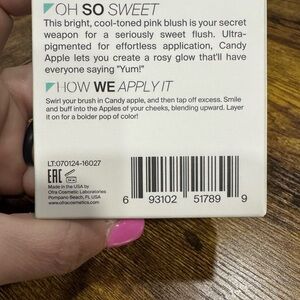 OH SO SWEET
This bright, cool-toned pink blush is your secret
weapon for a seriously sweet flush. Ultra-
pigmented for effortless application, Candy
Apple lets you create a rosy glow that'll have
everyone saying "Yum!"
HOW WE APPLY IT
Swirl your brush in Candy apple, and then tap off excess. Smile
and buff into the Apples of your cheeks, blending upward. Layer
it on for a bolder pop of color!
LT:070124-16027
EAC
Made in the USA by
Ofra Cosmetic Laboratories
Pompano Beach, FL USA
www.ofracosmetics.com
6 93102 51789 9